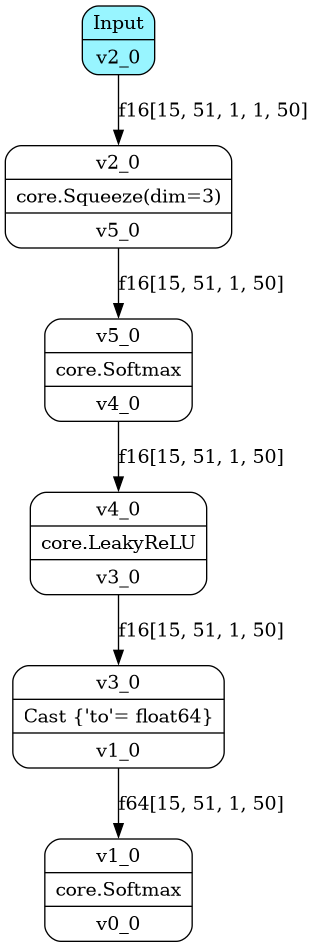 Input
v2_0
f16[15, 51, 1, 1, 50]
v2_0
core.Squeeze(dim=3)
v5_0
f16[15, 51, 1, 50]
v5_0
core.Softmax
v4_0
f16[15, 51, 1, 50]
v4_0
core.LeakyReLU
v3_0
f16[15, 51, 1, 50]
v3_0
Cast {'to'= float64}
v1_0
f64[15, 51, 1, 50]
v1_0
core.Softmax
v0_0